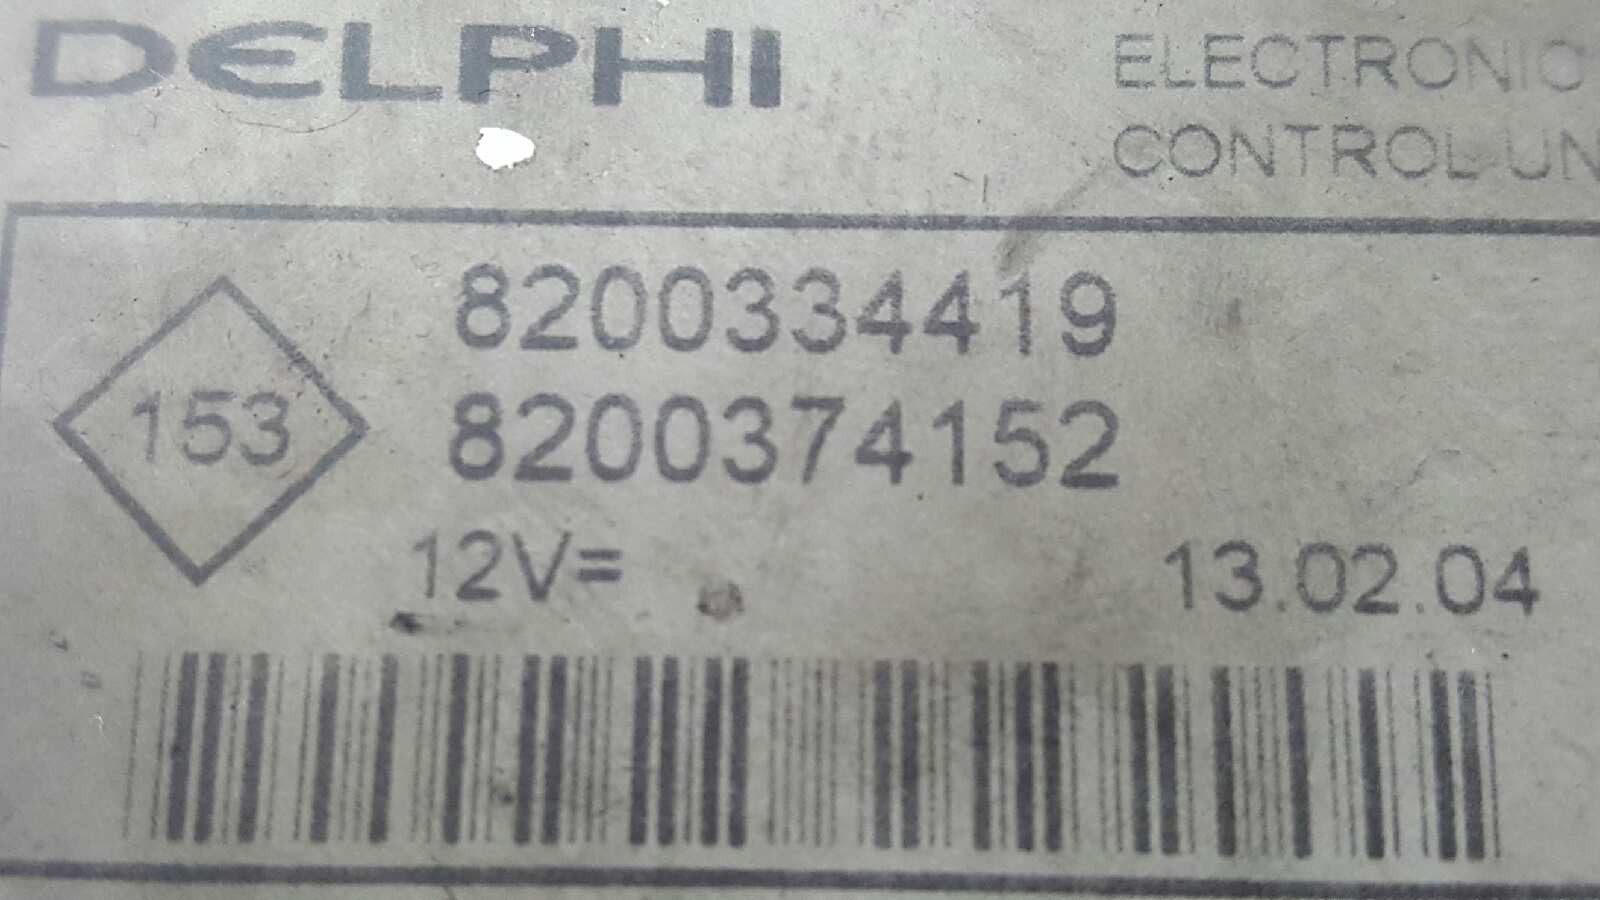 DELPHI
ELECTRONIC
CONTROL UN
153
8200334419
8200374152
12V=
13.02.04